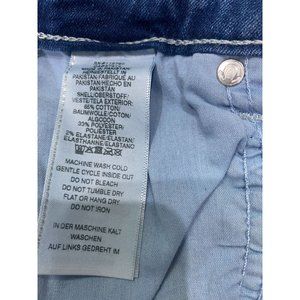 MADE IN PAKISTAN
HERGESTELLT IN
PAKISTAN/FABRIQUE AU
PAKISTAN/HECHO EN
PAKISTAN
SHELL/OBERSTOFF/
VESTE/TELA EXTERIOR:
65% COTTON/
BAUMWOLLE/COTON/
ALGODON
33% POLYESTER/
POLYESTER
2% ELASTANE/ELASTAN/
ELASTHANNE/ELASTANO
MACHINE WASH COLD
GENTLE CYCLE INSIDE OUT
DO NOT BLEACH
DO NOT TUMBLE DRY
FLAT OR HANG DRY
DO NOT IRON
IN DER MASCHINE KALT
WASCHEN
AUF LINKS GEDREHT IM